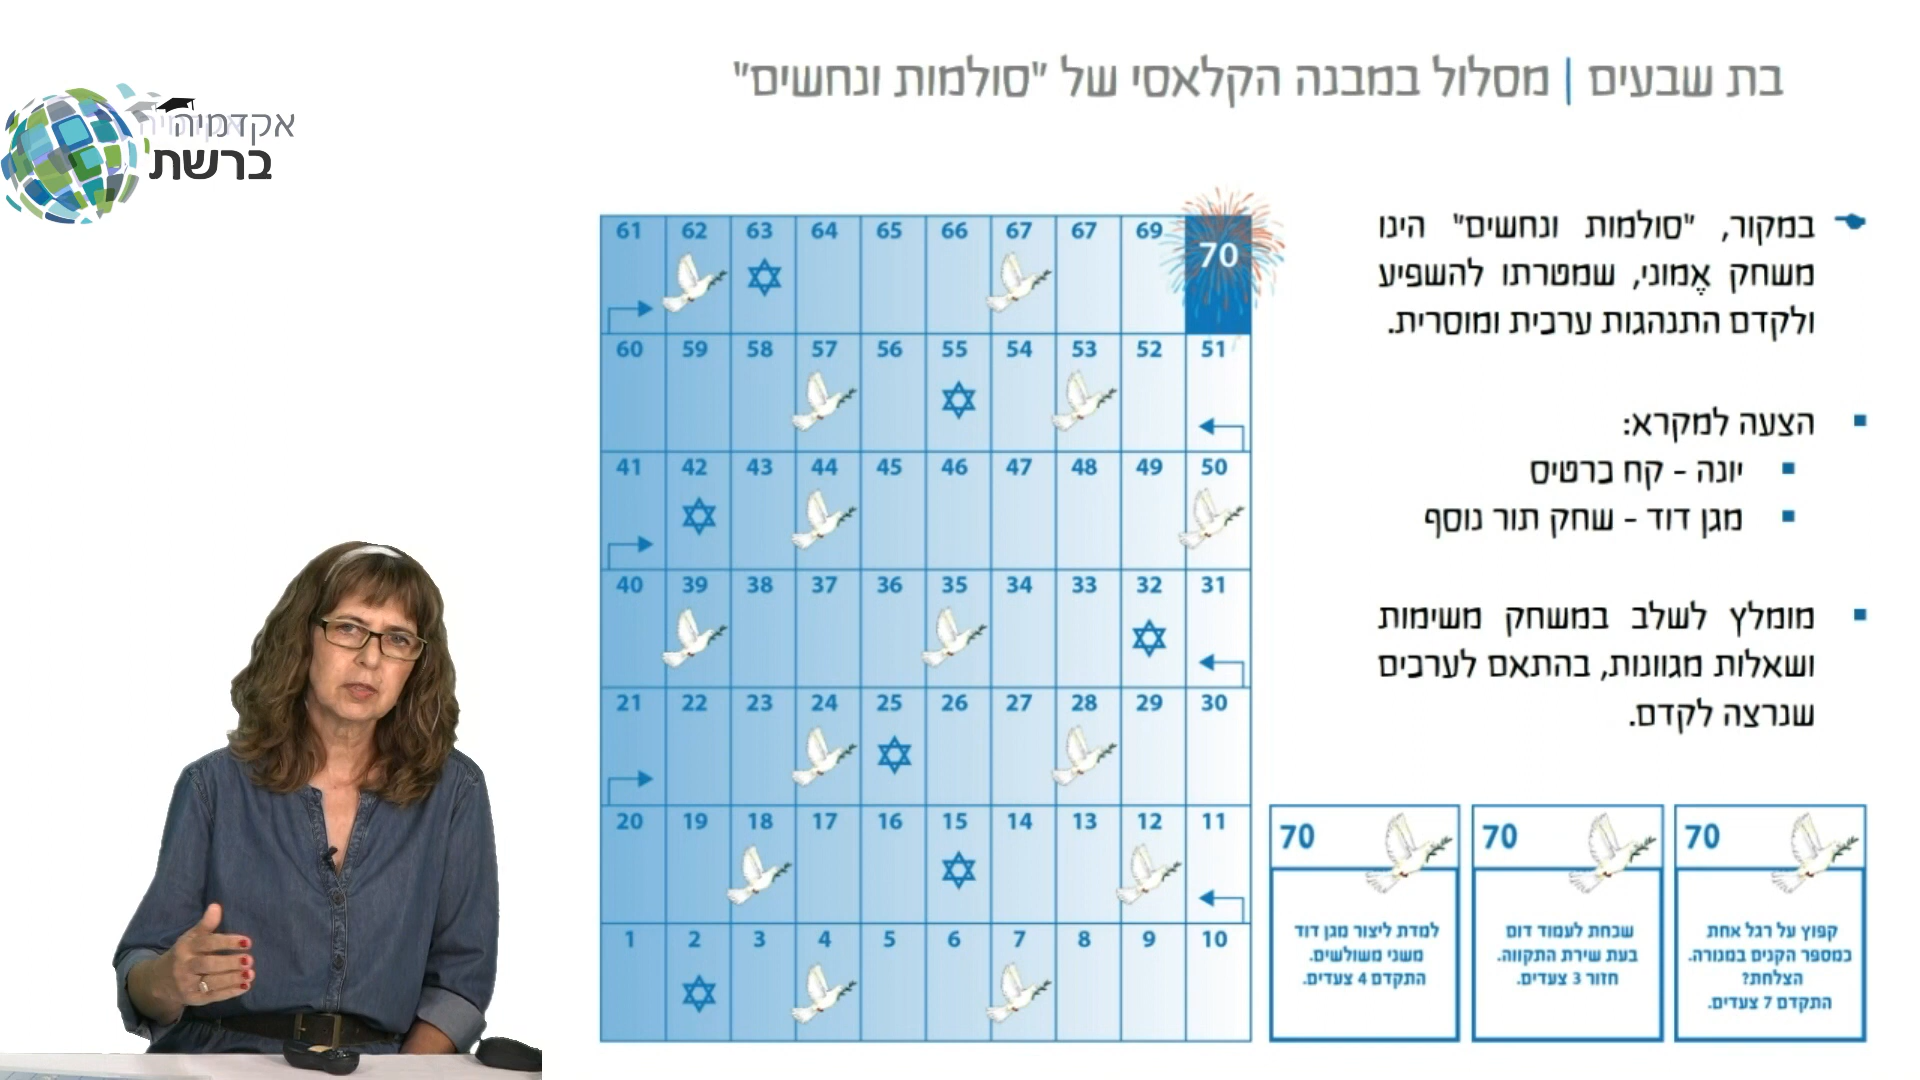 בת שבעים | מסלול במבנה הקלאסי של "סולמות ונחשים"
אקדמיה
ברשת
במקור, "סולמות ונחשים" הינו
משחק אֶמוני, שמטרתו להשפיע
ולקדם התנהגות ערכית ומוסרית.
הצעה למקרא:
יונה - קח כרטיס
מגן דוד - שחק תור נוסף
מומלץ לשלב במשחק משימות
ושאלות מגוונות, בהתאם לערכים
שנרצה לקדם.
61 62 63 64 65 66 67 67 69 70
60 59 58 57 56 55 54 53 52 51
41 42 43 44 45 46 47 48 49 50
40 39 38 37 36 35 34 33 32 31
21 22 23 24 25 26 27 28 29 30
20 19 18 17 16 15 14 13 12 11
1 2 3 4 5 6 7 8 9 10
70
קפוץ על רגל אחת
כמספר הקנים במנורה.
הצלחת?
התקדם 7 צעדים.
70
שכחת לעמוד דום
בעת שירת התקווה.
חזור 3 צעדים.
70
למדת ליצור מגן דוד
משני משולשים.
התקדם 4 צעדים.